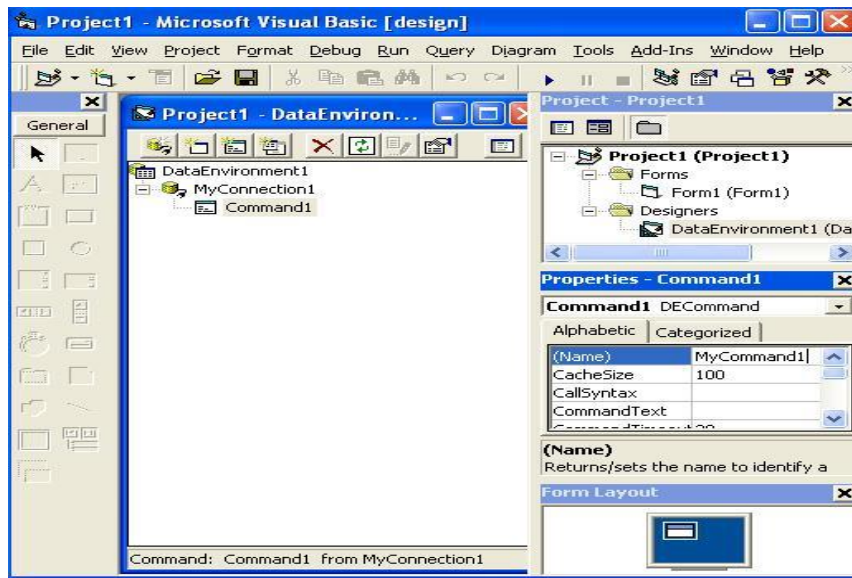 Project1 - Microsoft Visual Basic [design]
File Edit View Project Format Debug Run Query Diagram Tools Add-Ins Window Help
General
Project1 - DataEnviron...
DataEnvironment1
MyConnection1
Command1
Command: Command1 from MyConnection1
Project - Project1
Project1 (Project1)
Forms
Form1 (Form1)
Designers
DataEnvironment1 (Da
Properties - Command1
Command1 DECommand
Alphabetic Categorized
(Name) MyCommand1
CacheSize 100
CallSyntax
CommandText
(Name)
Returns/sets the name to identify a
Form Layout